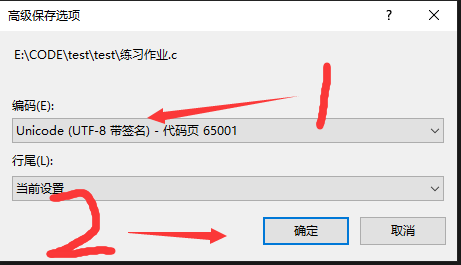 高级保存选项
?
E:\CODE\test\test\练习作业.c
1
编码(E):
Unicode (UTF-8 带签名) - 代码页 65001
行尾(L):
当前设置
2
确定 取消